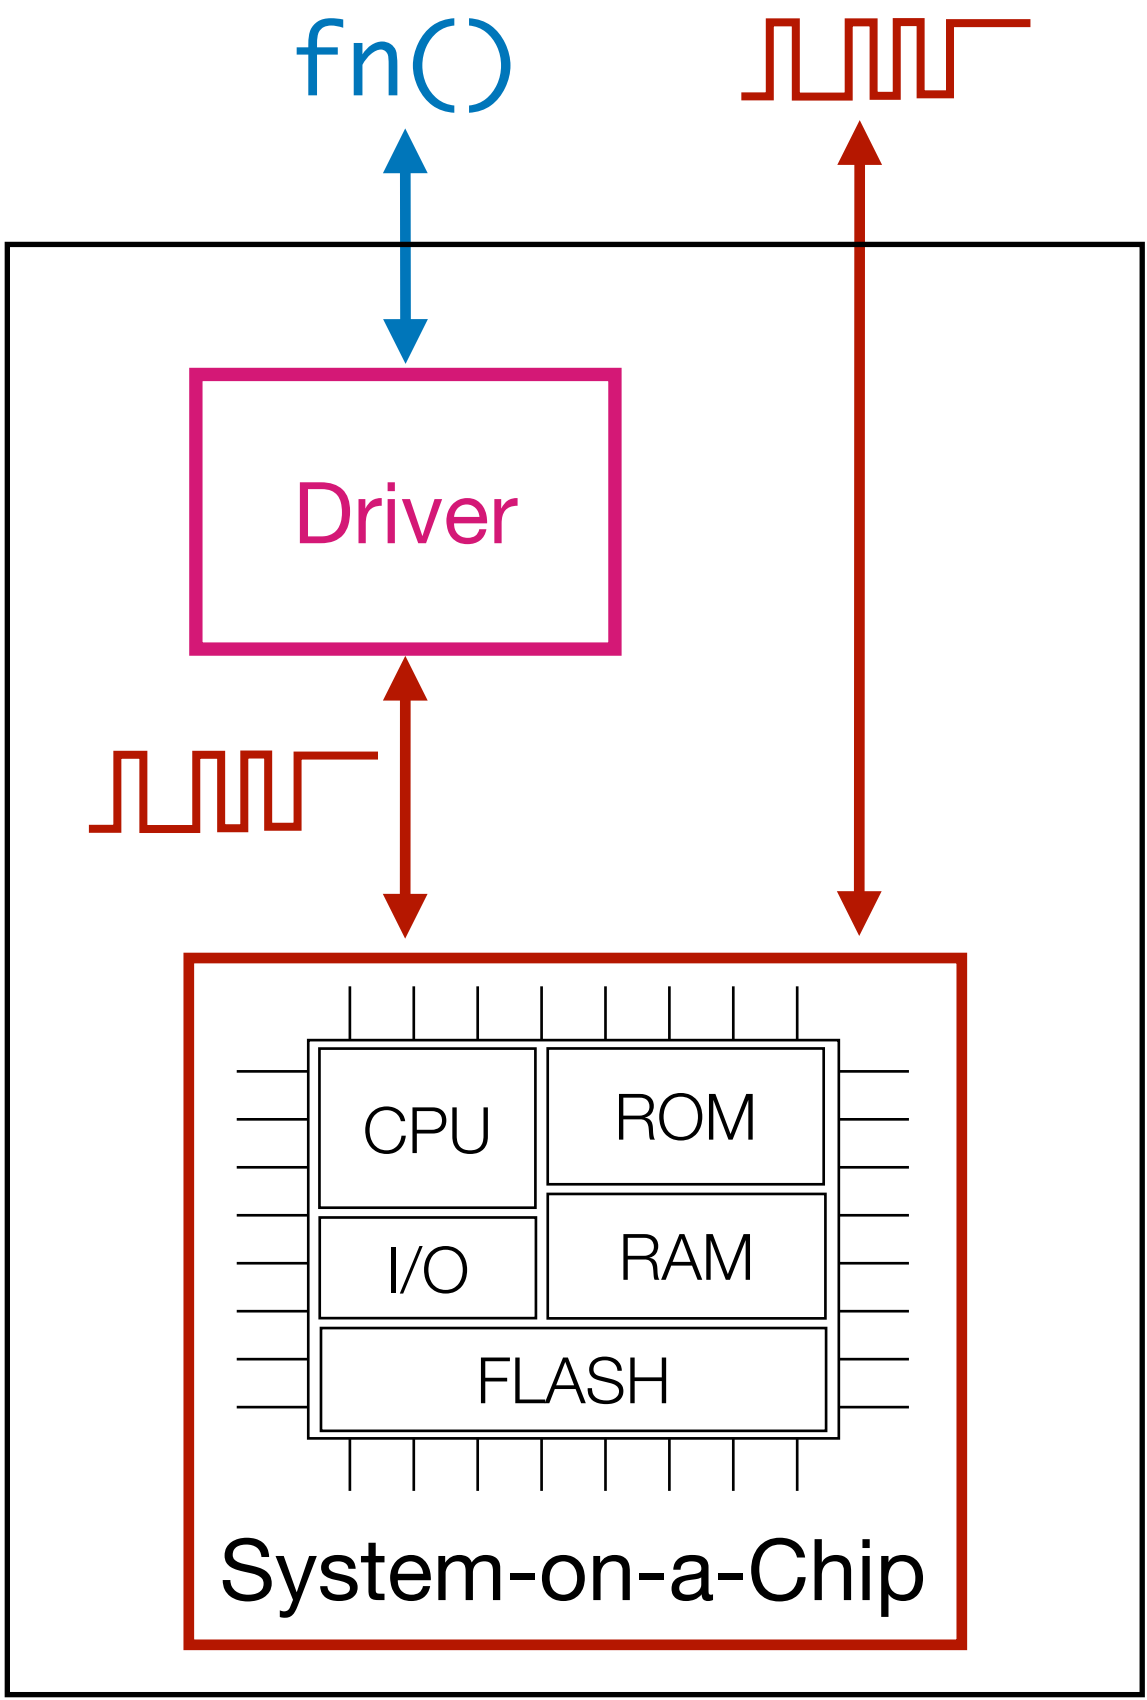 fn()
Driver
CPU
ROM
I/O
RAM
FLASH
System-on-a-Chip